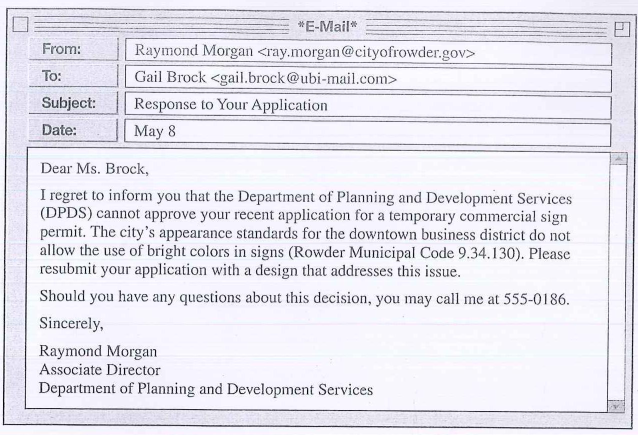 *E-Mail*
From: Raymond Morgan <ray.morgan@cityofrowder.gov>
To: Gail Brock <gail.brock@ubi-mail.com>
Subject: Response to Your Application
Date: May 8
Dear Ms. Brock,
I regret to inform you that the Department of Planning and Development Services
(DPDS) cannot approve your recent application for a temporary commercial sign
permit. The city's appearance standards for the downtown business district do not
allow the use of bright colors in signs (Rowder Municipal Code 9.34.130). Please
resubmit your application with a design that addresses this issue.
Should you have any questions about this decision, you may call me at 555-0186.
Sincerely,
Raymond Morgan
Associate Director
Department of Planning and Development Services